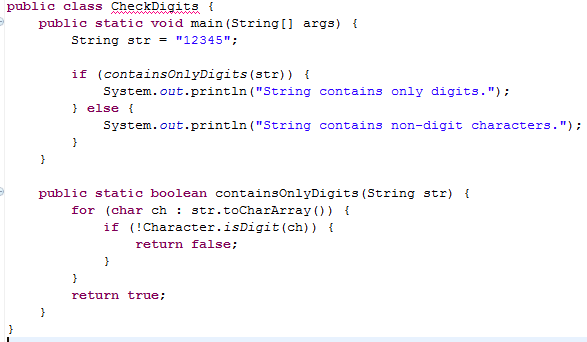 public class CheckDigits {
    public static void main(String[] args) {
        String str = "12345";

        if (containsOnlyDigits(str)) {
            System.out.println("String contains only digits.");
        } else {
            System.out.println("String contains non-digit characters.");
        }
    }

    public static boolean containsOnlyDigits(String str) {
        for (char ch : str.toCharArray()) {
            if (!Character.isDigit(ch)) {
                return false;
            }
        }
        return true;
    }
}